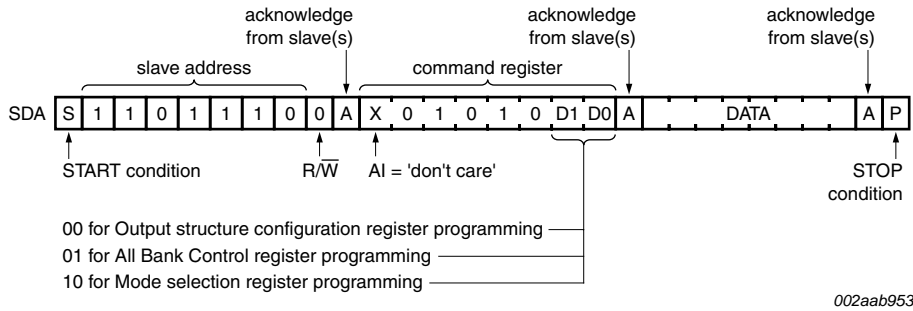 acknowledge acknowledge acknowledge
from slave(s) from slave(s) from slave(s)
slave address command register
SDA S 1 1 0 1 1 1 0 0 A X 0 1 0 1 0 D1 D0 A DATA A P
START condition R/W̅ AI = 'don't care' STOP
condition
00 for Output structure configuration register programming
01 for All Bank Control register programming
10 for Mode selection register programming
002aab953